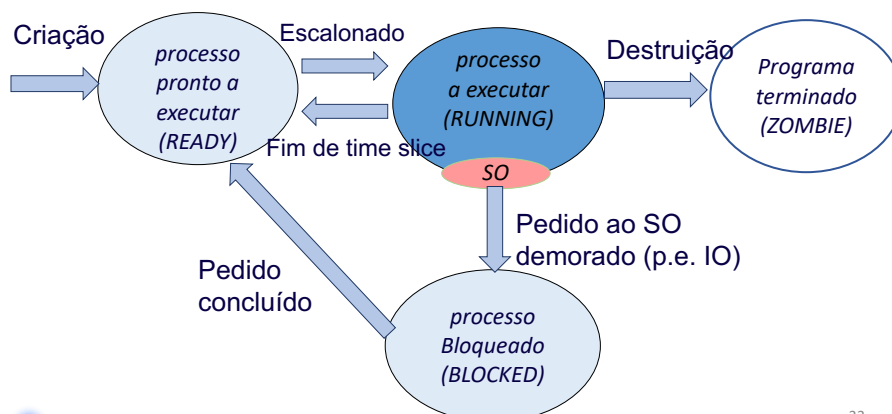 Criação
processo
pronto a
executar
(READY)
Escalonado
Fim de time slice
processo
a executar
(RUNNING)
SO
Destruição
Programa
terminado
(ZOMBIE)
Pedido ao SO
demorado (p.e. IO)
Pedido
concluído
processo
Bloqueado
(BLOCKED)